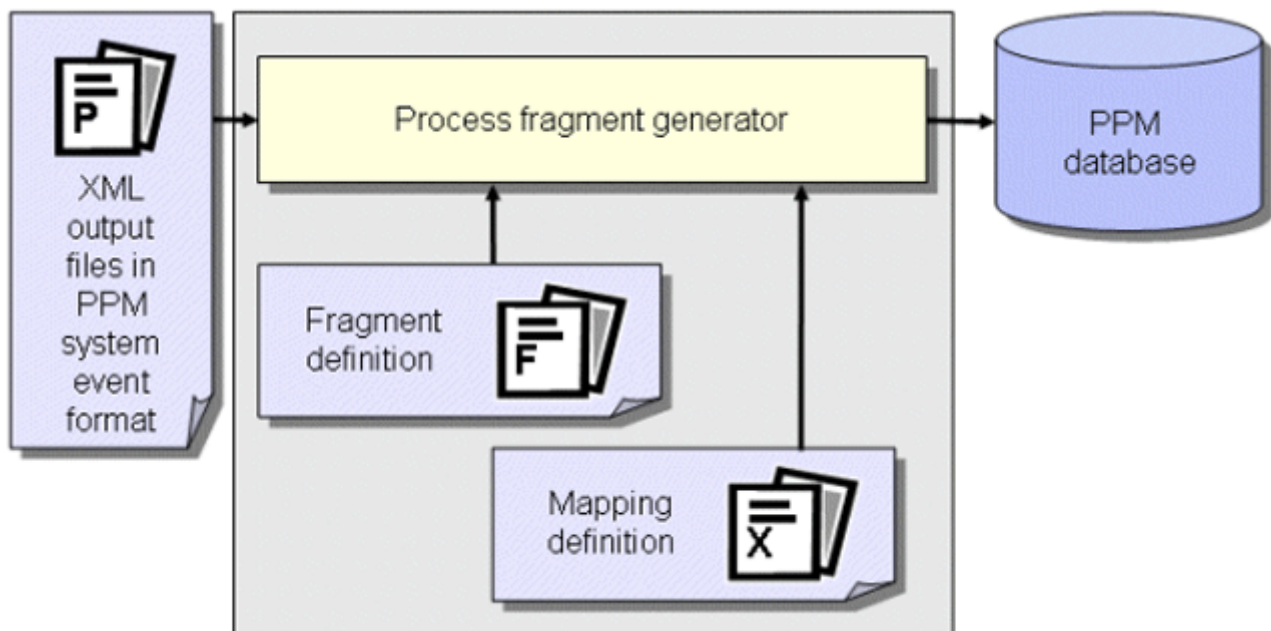 P
XML
output
files in
PPM
system
event
format
Process fragment generator
PPM
database
Fragment
definition
F
Mapping
definition
X